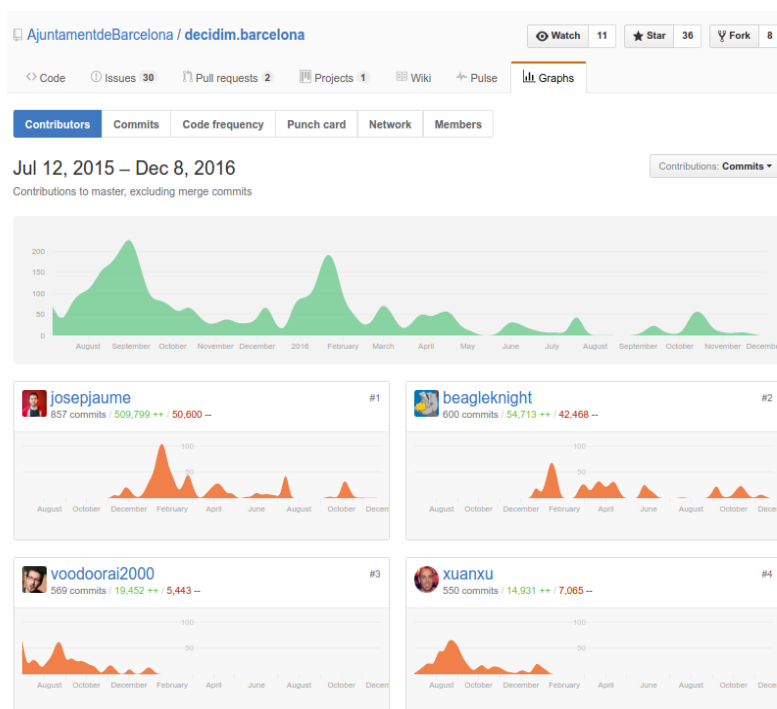 AjuntamentdeBarcelona / decidim.barcelona
Watch 11 Star 36 Fork 8
Code Issues 30 Pull requests 2 Projects 1 Wiki Pulse Graphs
Contributors Commits Code frequency Punch card Network Members
Jul 12, 2015 – Dec 8, 2016
Contributions: Commits
Contributions to master, excluding merge commits
200
150
100
50
0
August September October November December 2016 February March April May June July August September October November Decembe
josepjaume #1
857 commits / 509,799 ++ / 50,600 --
100
50
August October December February April June August October Decem
beagleknight #2
600 commits / 54,713 ++ / 42,468 --
100
50
August October December February April June August October Dece
voodoorai2000 #3
569 commits / 19,452 ++ / 5,443 --
100
50
August October December February April June August October Decem
xuanxu #4
550 commits / 14,931 ++ / 7,065 --
100
50
August October December February April June August October Dece